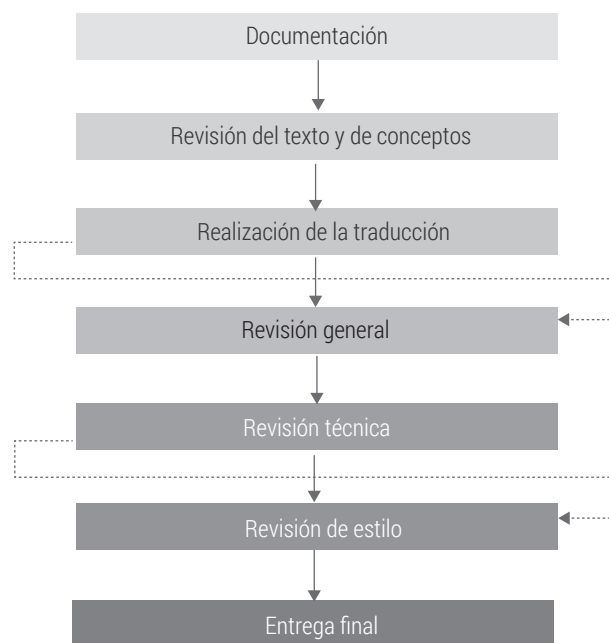 Documentación
Revisión del texto y de conceptos
Realización de la traducción
Revisión general
Revisión técnica
Revisión de estilo
Entrega final